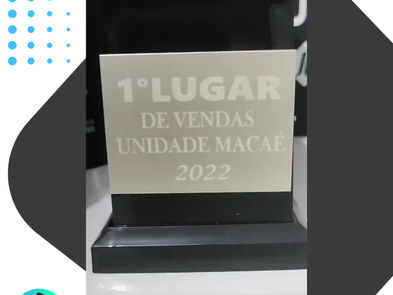 1°LUGAR
DE VENDAS
UNIDADE MACAÉ
2022